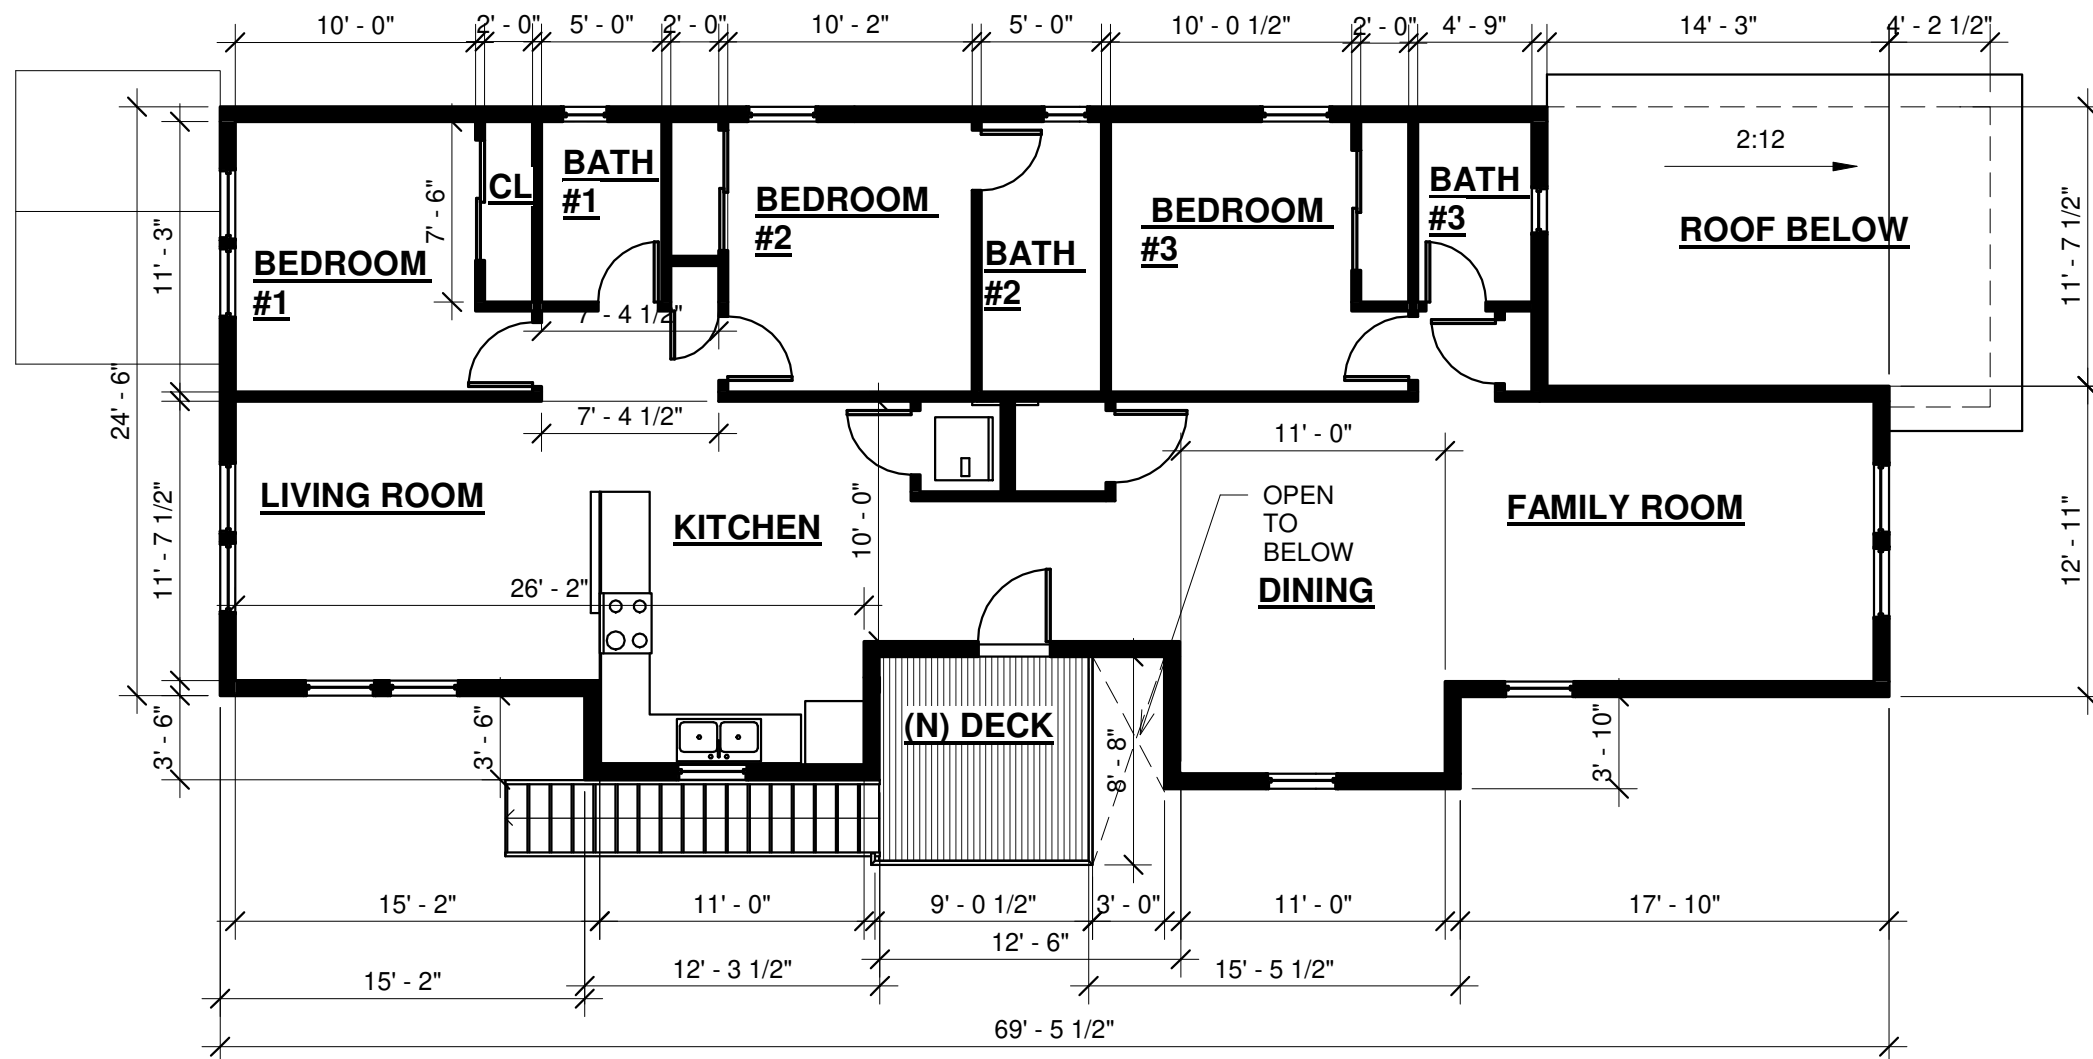 10' - 0" 2' - 0" 5' - 0" 2' - 0" 10' - 2" 5' - 0" 10' - 0 1/2" 2' - 0" 4' - 9" 14' - 3" 4' - 2 1/2"
2:12
BATH
#1
CL
7' - 6"
BEDROOM
#2
BEDROOM
#3
BATH
#3
ROOF BELOW
11' - 3"
BEDROOM
#1
BATH
#2
11' - 7 1/2"
7' - 4 1/2"
24' - 6"
7' - 4 1/2"
11' - 0"
LIVING ROOM
KITCHEN
10' - 0"
OPEN
TO
BELOW
DINING
FAMILY ROOM
11' - 7 1/2"
26' - 2"
12' - 11"
3' - 6"
3' - 6"
(N) DECK
8' - 8"
3' - 10"
15' - 2" 11' - 0" 9' - 0 1/2" 3' - 0" 11' - 0" 17' - 10"
12' - 6"
15' - 2" 12' - 3 1/2" 15' - 5 1/2"
69' - 5 1/2"